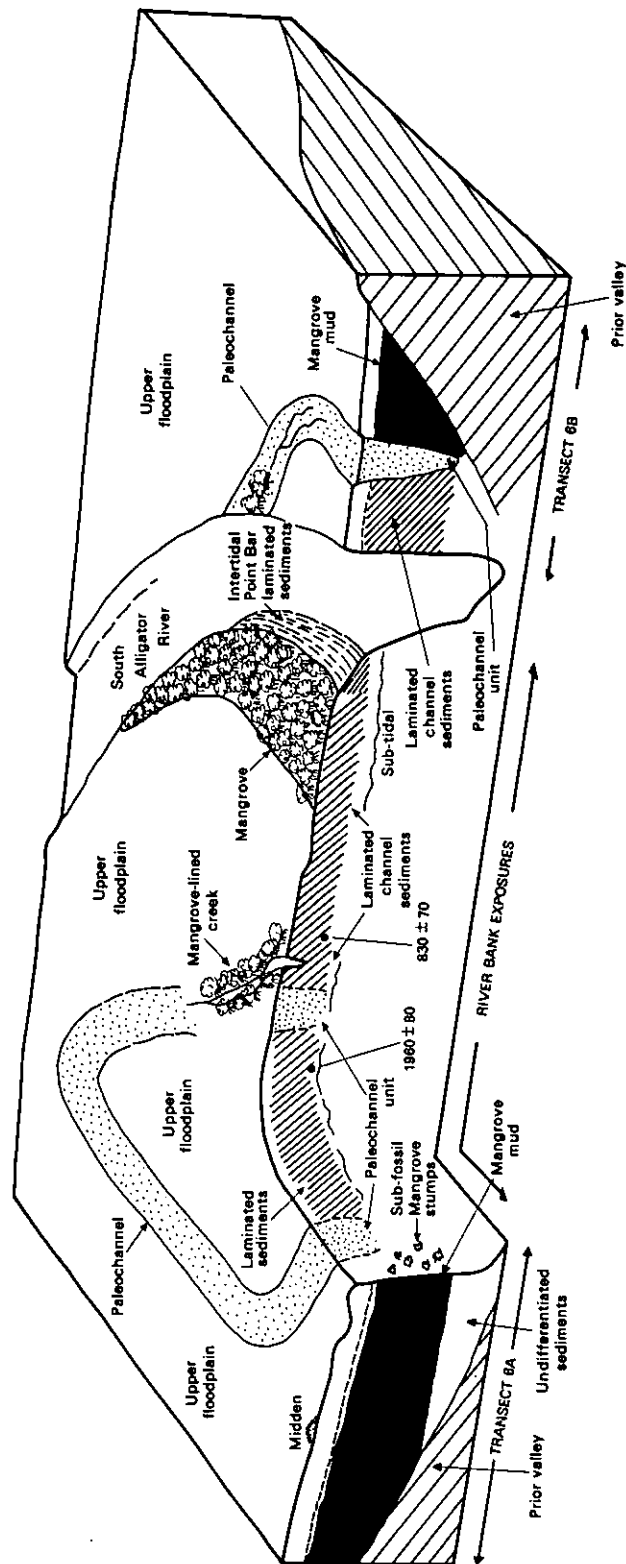 Upper
floodplain
Paleochannel
Mangrove
mud
Prior valley
TRANSECT 6B
South
Alligator
River
Intertidal
Point Bar
laminated
sediments
Paleochannel
unit
Laminated
channel
sediments
Sub-tidal
Mangrove
Upper
floodplain
Mangrove-lined
creek
Laminated channel
sediments
830 ± 70
1960 ± 80
RIVER BANK EXPOSURES
Paleochannel
unit
Upper
floodplain
Paleochannel
Laminated
sediments
Sub-fossil
Mangrove
stumps
Mangrove
mud
Upper
floodplain
Midden
Undifferentiated
sediments
TRANSECT 6A
Prior valley